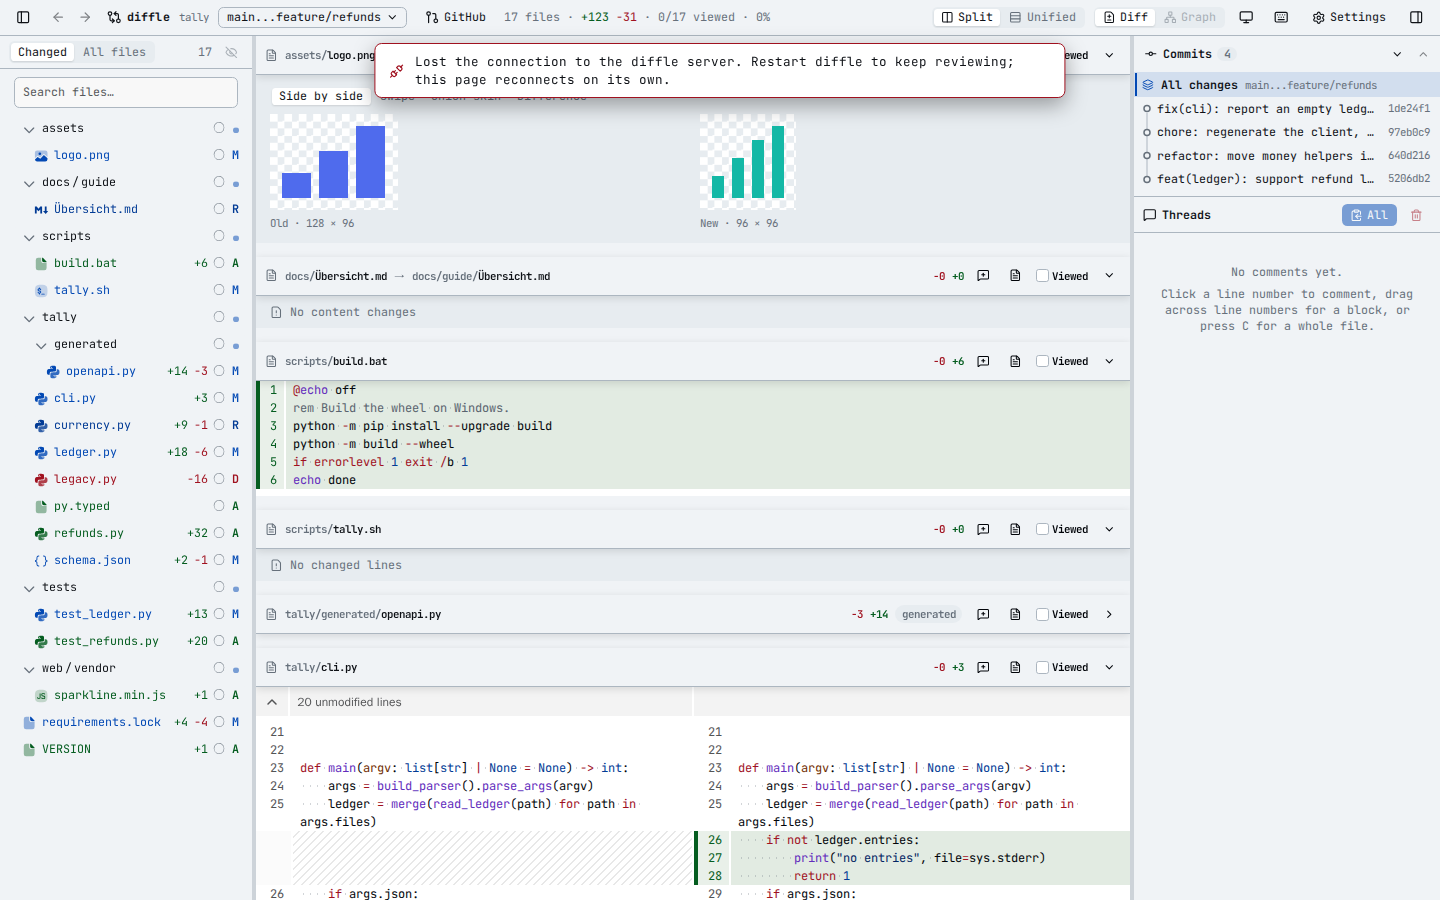 diffle tally main...feature/refunds GitHub 17 files · +123 -31 · 0/17 viewed · 0% Split Unified Diff Graph Settings
Changed All files 17
Search files…
assets
logo.png M
docs/guide
Übersicht.md R
scripts
build.bat +6 A
tally.sh M
tally
generated
openapi.py +14 -3 M
cli.py +3 M
currency.py +9 -1 R
ledger.py +18 -6 M
legacy.py -16 D
py.typed A
refunds.py +32 A
schema.json +2 -1 M
tests
test_ledger.py +13 M
test_refunds.py +20 A
web/vendor
sparkline.min.js +1 A
requirements.lock +4 -4 M
VERSION +1 A
assets/logo.png
Lost the connection to the diffle server. Restart diffle to keep reviewing;
this page reconnects on its own.
Side by side
Old · 128 × 96
New · 96 × 96
docs/Übersicht.md → docs/guide/Übersicht.md -0 +0 Viewed
No content changes
scripts/build.bat -0 +6 Viewed
1 @echo off
2 rem Build the wheel on Windows.
3 python -m pip install --upgrade build
4 python -m build --wheel
5 if errorlevel 1 exit /b 1
6 echo done
scripts/tally.sh -0 +0 Viewed
No changed lines
tally/generated/openapi.py -3 +14 generated Viewed
tally/cli.py -0 +3 Viewed
20 unmodified lines
21
22
23 def main(argv: list[str] | None = None) -> int:
24 args = build_parser().parse_args(argv)
25 ledger = merge(read_ledger(path) for path in
args.files)
26 if args.json:
21
22
23 def main(argv: list[str] | None = None) -> int:
24 args = build_parser().parse_args(argv)
25 ledger = merge(read_ledger(path) for path in
args.files)
26 if not ledger.entries:
27 print("no entries", file=sys.stderr)
28 return 1
29 if args.json:
Commits 4
All changes main...feature/refunds
fix(cli): report an empty ledg… 1de24f1
chore: regenerate the client, … 97eb0c9
refactor: move money helpers i… 640d216
feat(ledger): support refund l… 5206db2
Threads All
No comments yet.
Click a line number to comment, drag
across line numbers for a block, or
press C for a whole file.